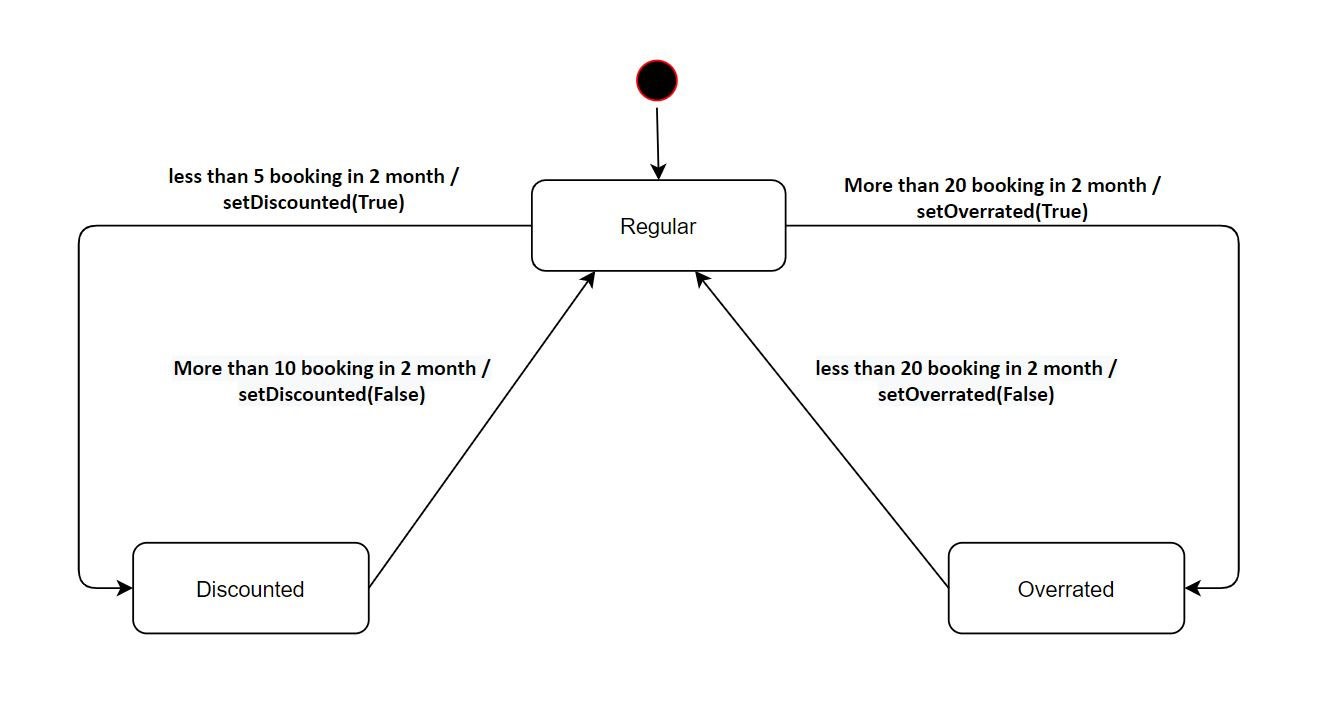 less than 5 booking in 2 month /
setDiscounted(True)
More than 20 booking in 2 month /
setOverrated(True)
Regular
More than 10 booking in 2 month /
setDiscounted(False)
less than 20 booking in 2 month /
setOverrated(False)
Discounted
Overrated